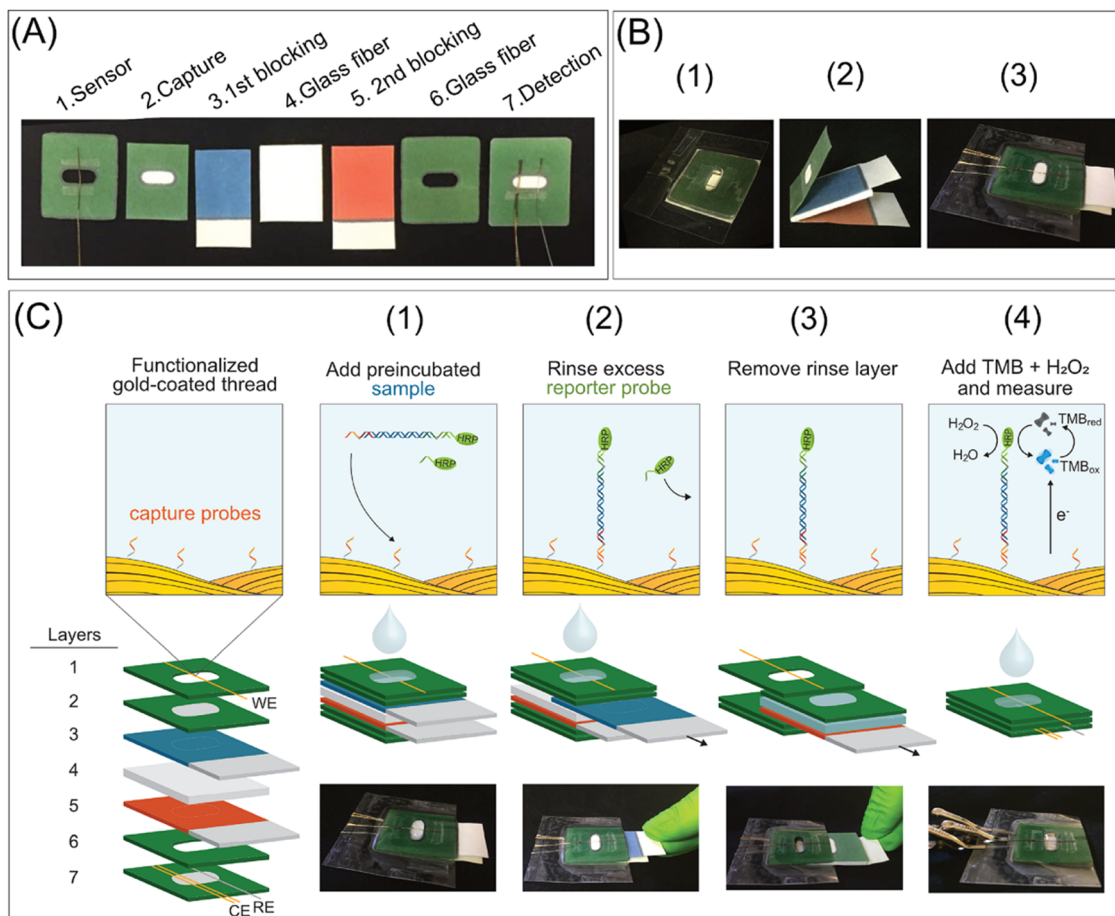 (A)
1.Sensor
2.Capture
3.1st blocking
4.Glass fiber
5. 2nd blocking
6.Glass fiber
7.Detection
(B)
(1)
(2)
(3)
(C)
Functionalized
gold-coated thread
capture probes
(1)
Add preincubated
sample
HRP
HRP
(2)
Rinse excess
reporter probe
HRP
HRP
(3)
Remove rinse layer
HRP
(4)
Add TMB + H₂O₂
and measure
H₂O₂
H₂O
HRP
TMBred
TMBox
e⁻
Layers
1
2
3
4
5
6
7
WE
CE
RE